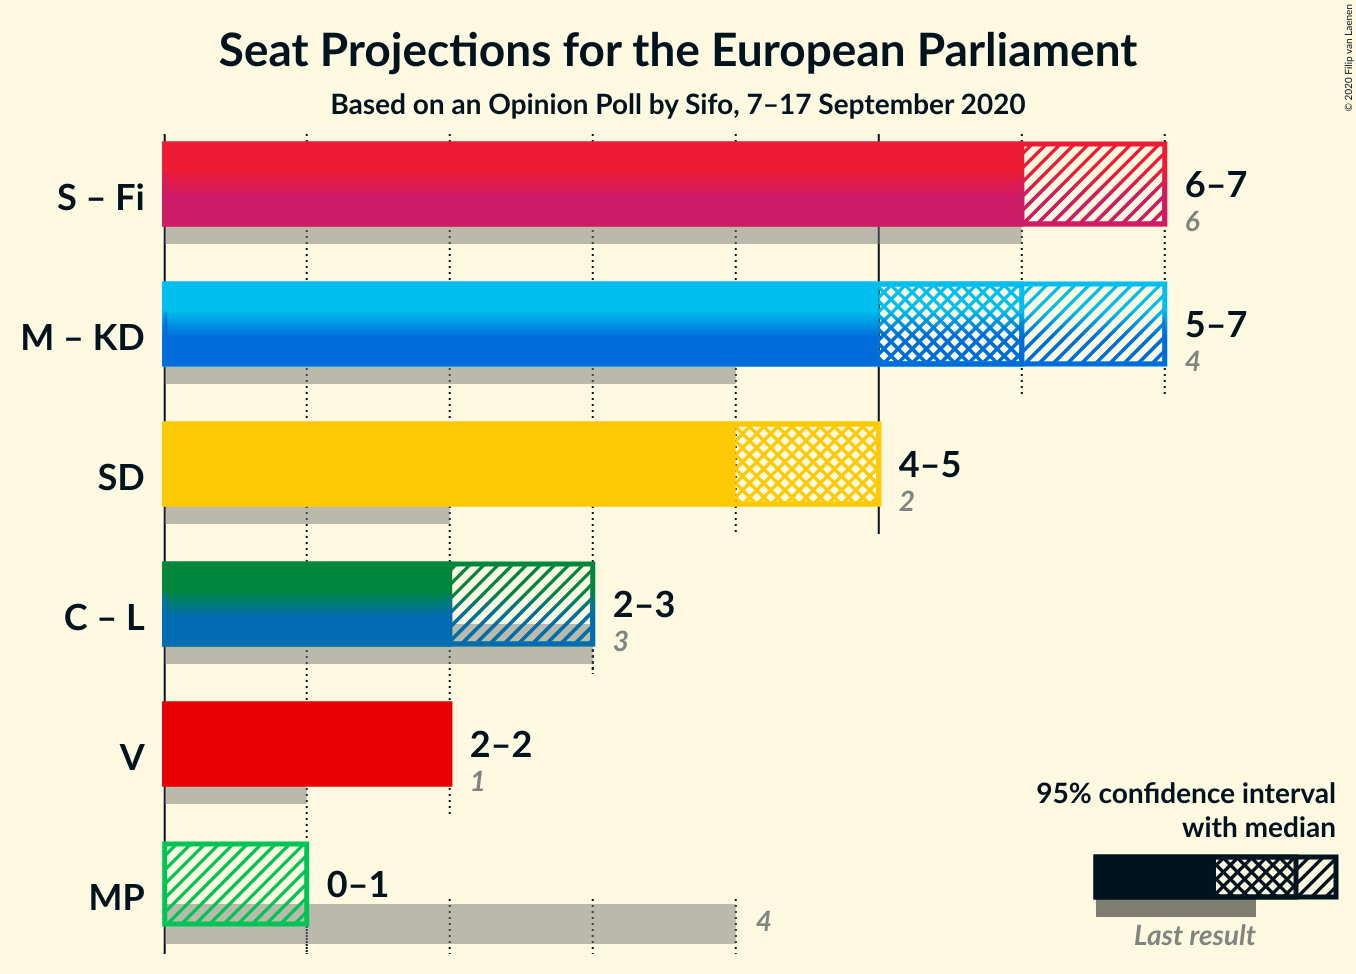 Seat Projections for the European Parliament
Based on an Opinion Poll by Sifo, 7–17 September 2020
© 2020 Filip van Laenen
S – Fi
6–7
6
M – KD
5–7
4
SD
4–5
2
C – L
2–3
3
V
2–2
1
MP
0–1
4
95% confidence interval
with median
Last result